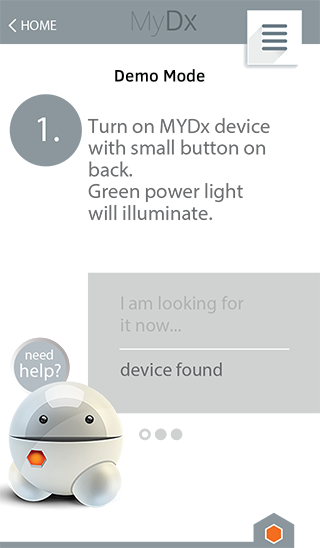 HOME
MyDx
Demo Mode
1.
Turn on MYDx device
with small button on
back.
Green power light
will illuminate.
I am looking for
it now...
device found
need
help?